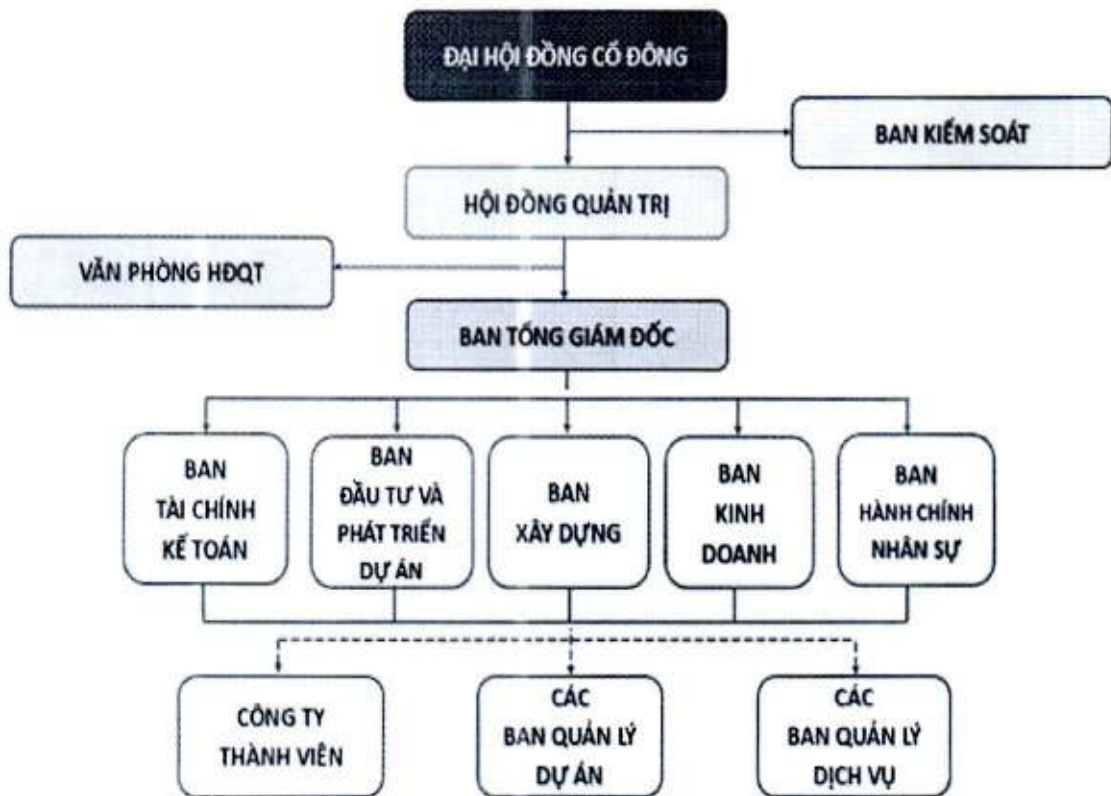 ĐẠI HỘI ĐỒNG CỔ ĐÔNG
BAN KIỂM SOÁT
HỘI ĐỒNG QUẢN TRỊ
VĂN PHÒNG HĐQT
BAN TỔNG GIÁM ĐỐC
BAN
TÀI CHÍNH
KẾ TOÁN
BAN
ĐẦU TƯ VÀ
PHÁT TRIỂN
DỰ ÁN
BAN
XÂY DỰNG
BAN
KINH
DOANH
BAN
HÀNH CHÍNH
NHÂN SỰ
CÔNG TY
THÀNH VIÊN
CÁC
BAN QUẢN LÝ
DỰ ÁN
CÁC
BAN QUẢN LÝ
DỊCH VỤ